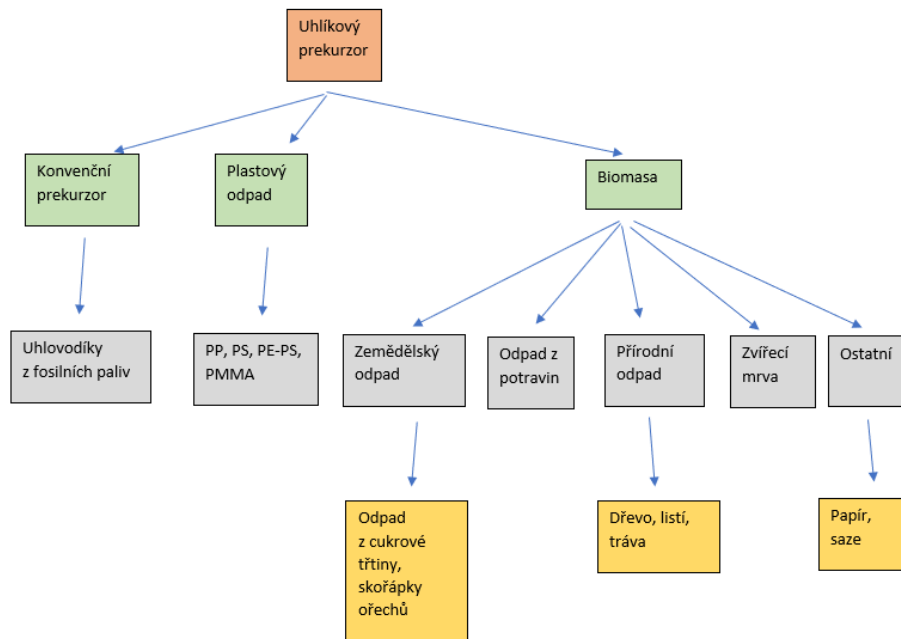 Uhlíkový
prekurzor
Konvenční
prekurzor
Plastový
odpad
Biomasa
Uhlovodíky
z fosilních paliv
PP, PS, PE-PS,
PMMA
Zemědělský
odpad
Odpad z
potravin
Přírodní
odpad
Zvířecí
mrva
Ostatní
Odpad
z cukrové
třtiny,
skořápky
ořechů
Dřevo, listí,
tráva
Papír,
saze